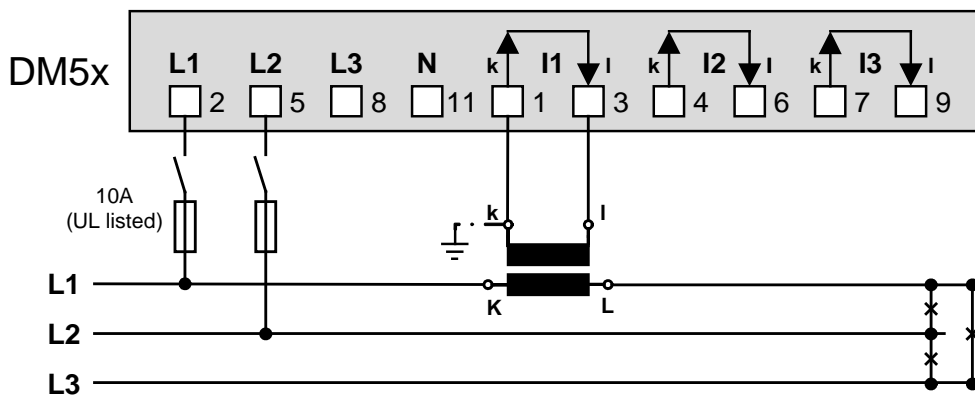 DM5x
L1 L2 L3 N k I1 l k I2 l k I3 l
2 5 8 11 1 3 4 6 7 9
10A
(UL listed)
k l
L1
K L
L2
L3